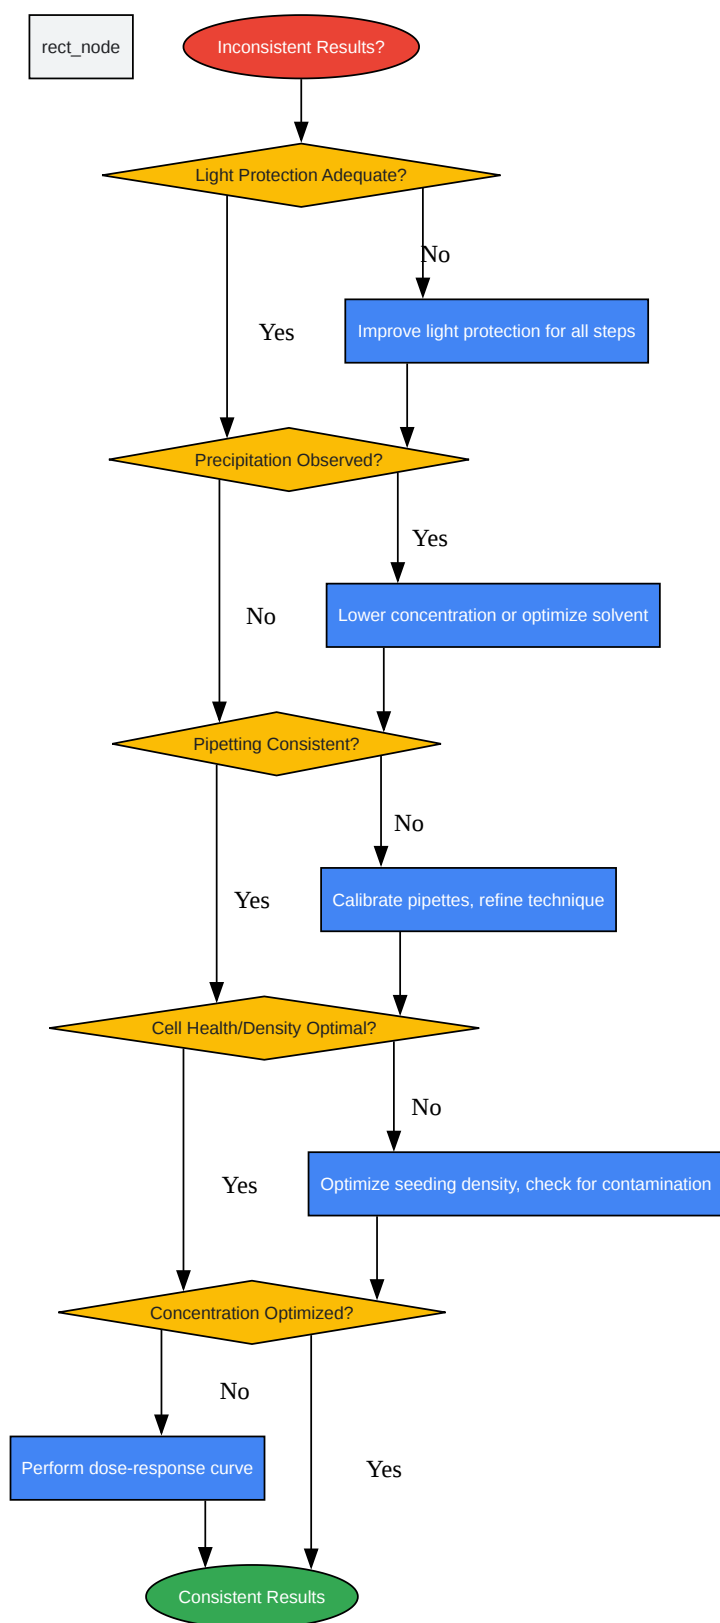 rect_node
Inconsistent Results?
Light Protection Adequate?
No
Yes
Improve light protection for all steps
Precipitation Observed?
Yes
No
Lower concentration or optimize solvent
Pipetting Consistent?
No
Yes
Calibrate pipettes, refine technique
Cell Health/Density Optimal?
No
Yes
Optimize seeding density, check for contamination
Concentration Optimized?
No
Yes
Perform dose-response curve
Consistent Results